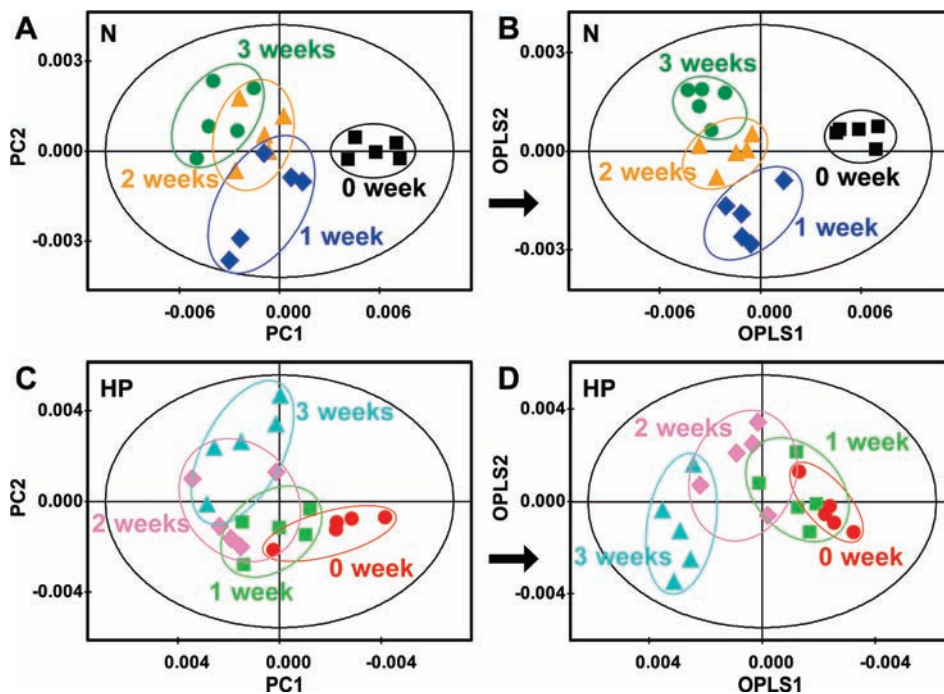 A
N
3 weeks
2 weeks
0 week
1 week
0.003
0.000
-0.003
PC2
-0.006
0.000
0.006
PC1
B
N
3 weeks
2 weeks
0 week
1 week
0.003
0.000
-0.003
OPLS2
-0.006
0.000
0.006
OPLS1
C
HP
3 weeks
2 weeks
0 week
1 week
0.004
0.000
-0.004
PC2
0.004
0.000
-0.004
PC1
D
HP
2 weeks
1 week
3 weeks
0 week
0.004
0.000
-0.004
OPLS2
0.004
0.000
-0.004
OPLS1